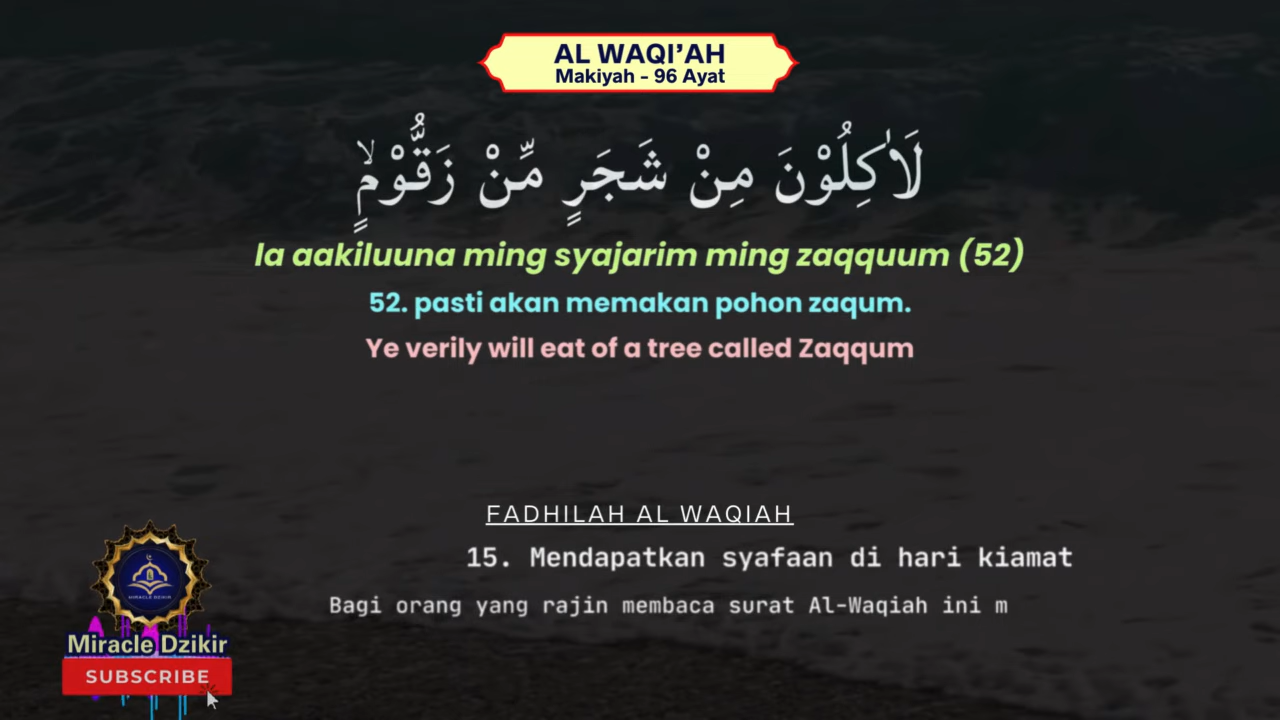 AL WAQI'AH
Makiyah - 96 Ayat
لَاٰكِلُوْنَ مِنْ شَجَرٍ مِّنْ زَقُّوْمٍۙ
la aakiluuna ming syajarim ming zaqquum (52)
52. pasti akan memakan pohon zaqum.
Ye verily will eat of a tree called Zaqqum
FADHILAH AL WAQIAH
15. Mendapatkan syafaan di hari kiamat
Bagi orang yang rajin membaca surat Al-Waqiah ini m
MIRACLE DZIKIR
Miracle Dzikir
SUBSCRIBE